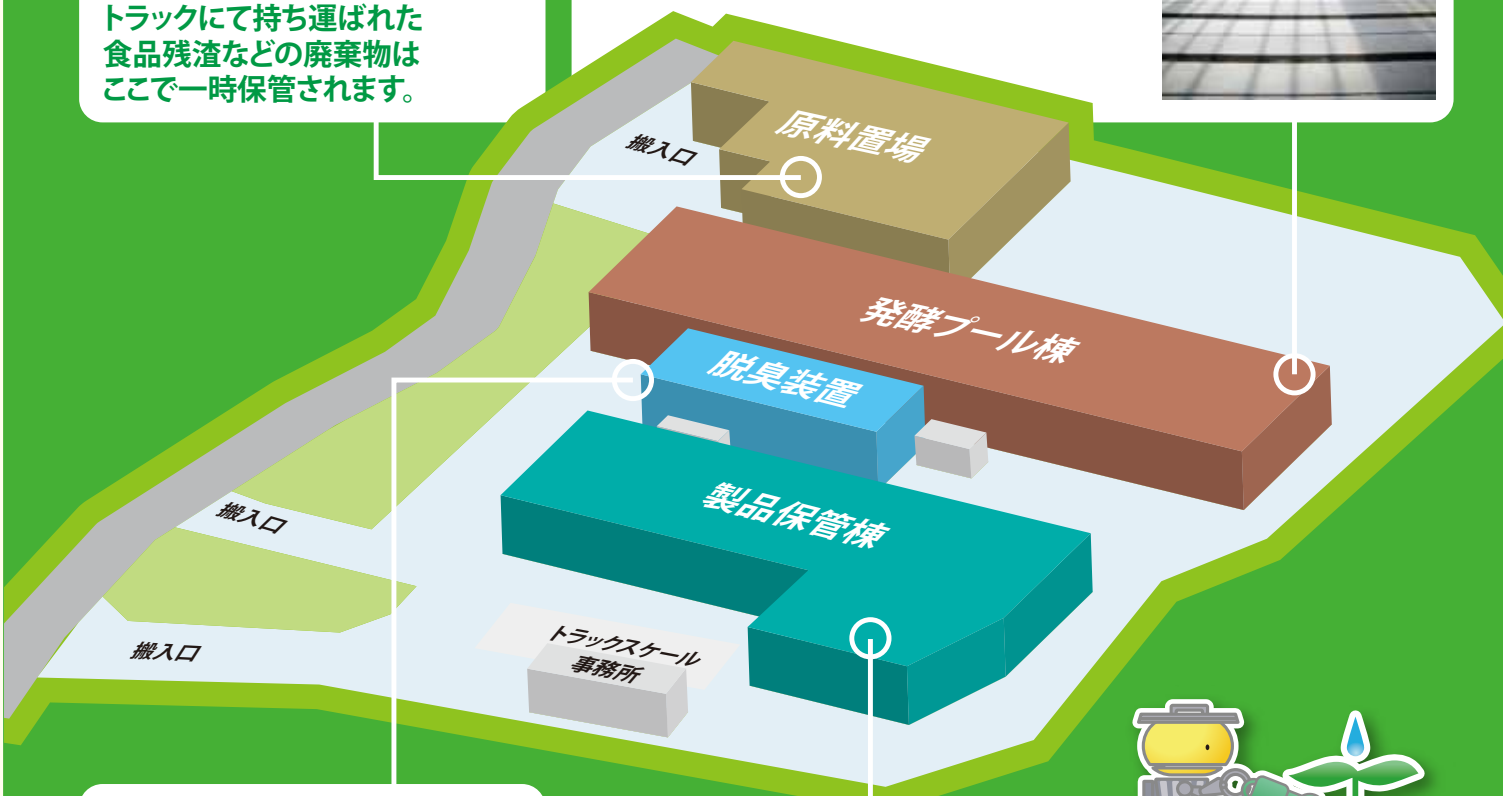 トラックにて持ち運ばれた
食品残渣などの廃棄物は
ここで一時保管されます。
搬入口
原料置場
発酵プール棟
脱臭装置
製品保管棟
搬入口
搬入口
トラックスケール
事務所